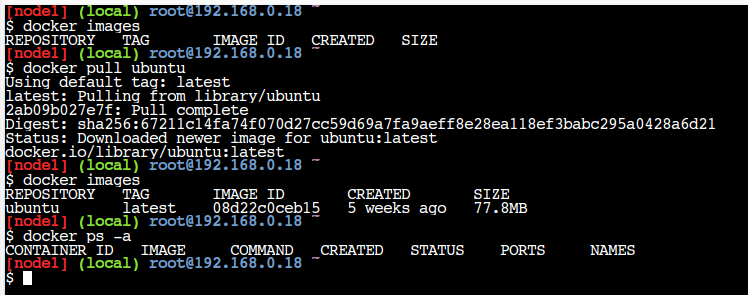 [node1] (local) root@192.168.0.18 ~
$ docker images
REPOSITORY   TAG       IMAGE ID   CREATED   SIZE
[node1] (local) root@192.168.0.18 ~
$ docker pull ubuntu
Using default tag: latest
latest: Pulling from library/ubuntu
2ab09b027e7f: Pull complete
Digest: sha256:67211c14fa74f070d27cc59d69a7fa9aeff8e28ea118ef3babc295a0428a6d21
Status: Downloaded newer image for ubuntu:latest
docker.io/library/ubuntu:latest
[node1] (local) root@192.168.0.18 ~
$ docker images
REPOSITORY   TAG       IMAGE ID       CREATED       SIZE
ubuntu       latest    08d22c0ceb15   5 weeks ago   77.8MB
[node1] (local) root@192.168.0.18 ~
$ docker ps -a
CONTAINER ID   IMAGE     COMMAND   CREATED   STATUS    PORTS     NAMES
[node1] (local) root@192.168.0.18 ~
$